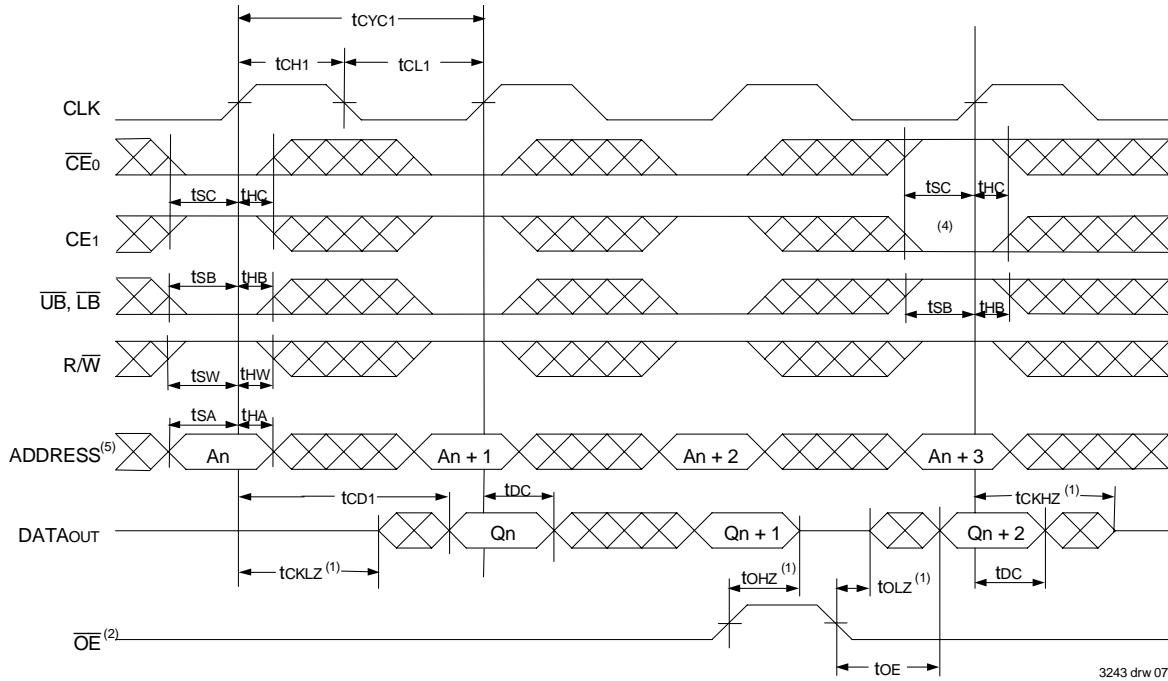 tCYC1
tCH1 tCL1
CLK
CE0
tSC tHC tSC tHC
CE1 (4)
tSB tHB
UB, LB
tSB tHB
R/W
tSW tHW
tSA tHA
ADDRESS(5) An An + 1 An + 2 An + 3
tCD1 tDC tCKHZ (1)
DATAOUT Qn Qn + 1 Qn + 2
tCKLZ (1) tOHZ (1) tOLZ (1) tDC
OE (2)
tOE
3243 drw 07